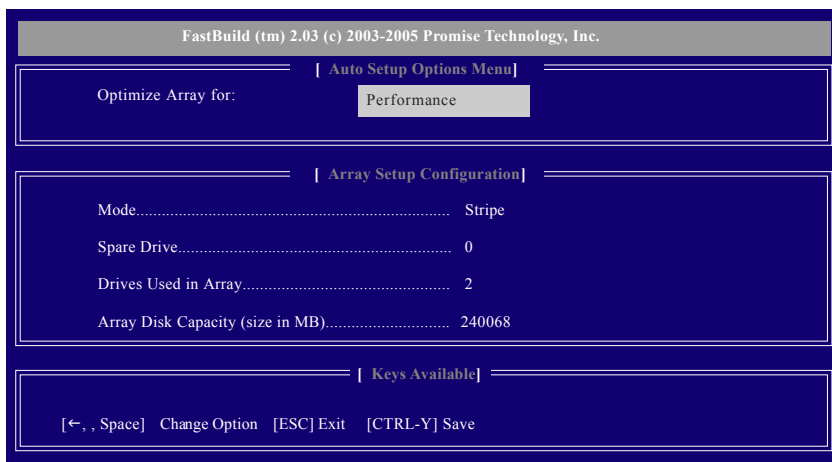 FastBuild (tm) 2.03 (c) 2003-2005 Promise Technology, Inc.
[ Auto Setup Options Menu]
Optimize Array for: Performance
[ Array Setup Configuration]
Mode.......................................................................... Stripe
Spare Drive................................................................. 0
Drives Used in Array................................................. 2
Array Disk Capacity (size in MB)............................. 240068
[ Keys Available]
[←, , Space] Change Option [ESC] Exit [CTRL-Y] Save